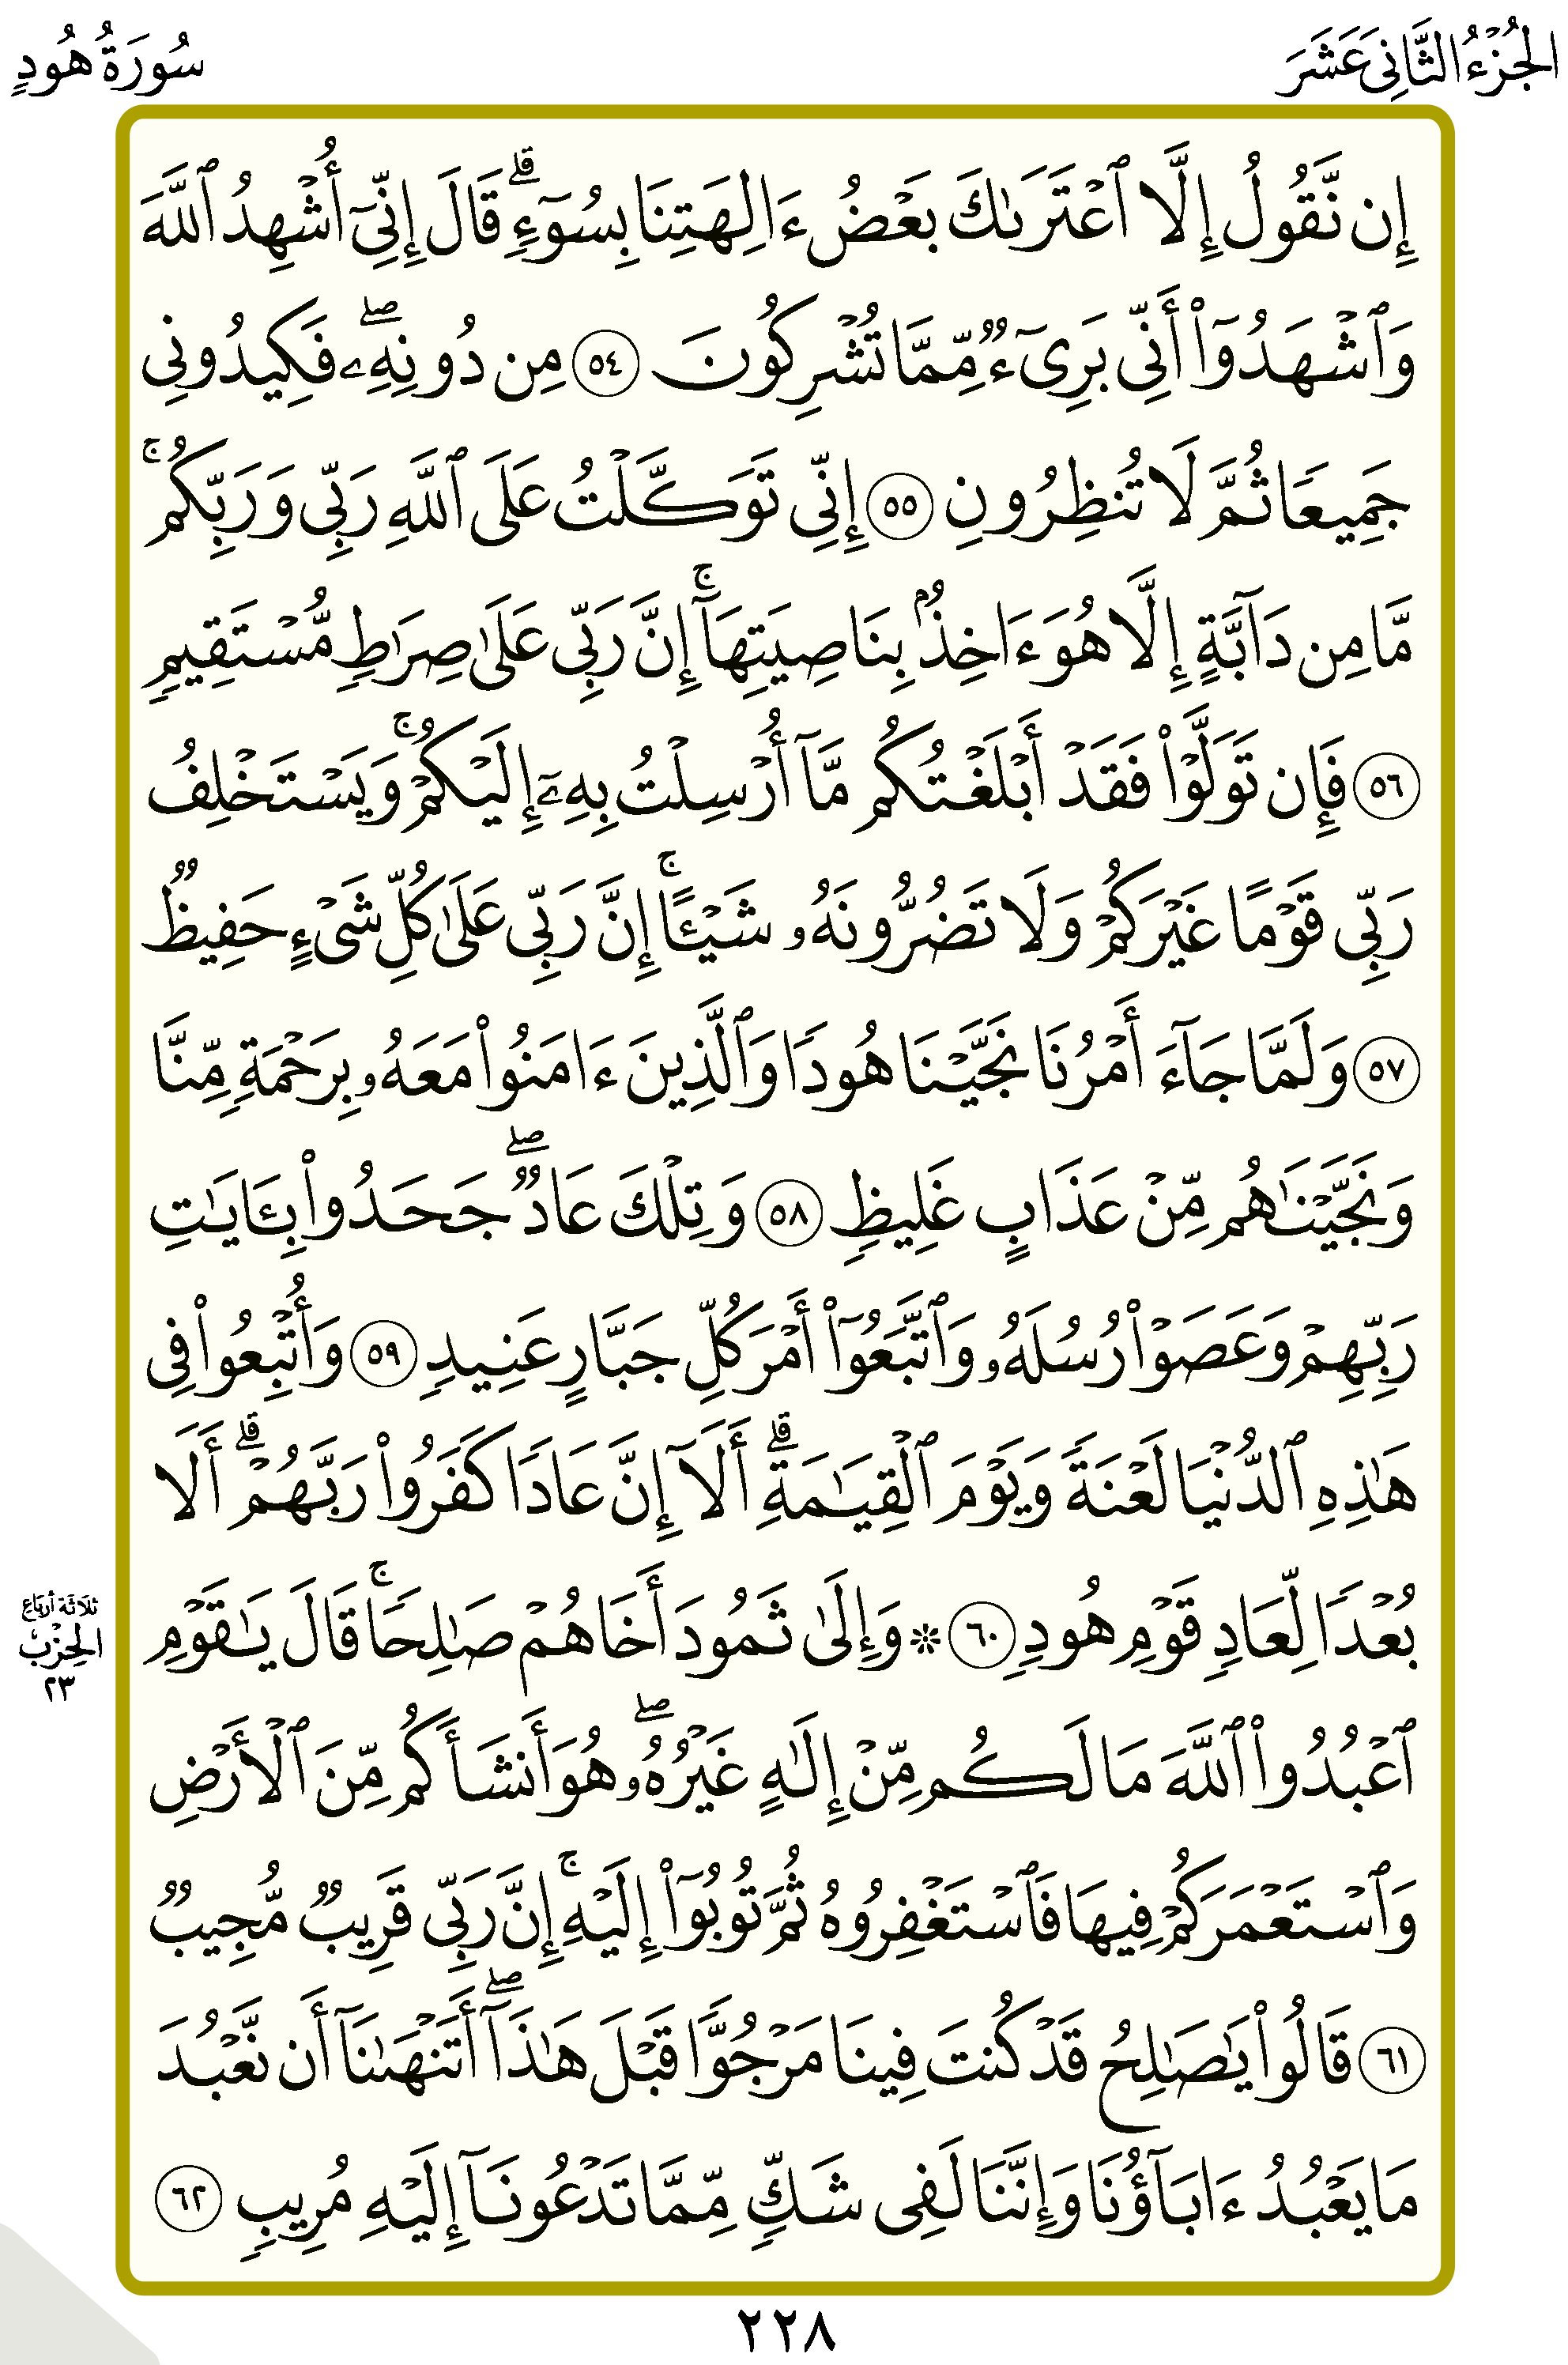 الجُزْءُ الثَّانِيَ عَشَرَ
سُورَةُ هُودٍ
إِن نَّقُولُ إِلَّا ٱعْتَرَىٰكَ بَعْضُ ءَالِهَتِنَا بِسُوٓءٍۗ قَالَ إِنِّىٓ أُشْهِدُ ٱللَّهَ
وَٱشْهَدُوٓا۟ أَنِّى بَرِىٓءٌ مِّمَّا تُشْرِكُونَ ٥٤ مِن دُونِهِۦۖ فَكِيدُونِى
جَمِيعًا ثُمَّ لَا تُنظِرُونِ ٥٥ إِنِّى تَوَكَّلْتُ عَلَى ٱللَّهِ رَبِّى وَرَبِّكُمۚ
مَّا مِن دَآبَّةٍ إِلَّا هُوَ ءَاخِذٌۢ بِنَاصِيَتِهَآۚ إِنَّ رَبِّى عَلَىٰ صِرَٰطٍ مُّسْتَقِيمٍ
٥٦ فَإِن تَوَلَّوْا۟ فَقَدْ أَبْلَغْتُكُم مَّآ أُرْسِلْتُ بِهِۦٓ إِلَيْكُمْۚ وَيَسْتَخْلِفُ
رَبِّى قَوْمًا غَيْرَكُمْ وَلَا تَضُرُّونَهُۥ شَيْـًٔاۚ إِنَّ رَبِّى عَلَىٰ كُلِّ شَىْءٍ حَفِيظٌ
٥٧ وَلَمَّا جَآءَ أَمْرُنَا نَجَّيْنَا هُودًا وَٱلَّذِينَ ءَامَنُوا۟ مَعَهُۥ بِرَحْمَةٍ مِّنَّا
وَنَجَّيْنَٰهُم مِّنْ عَذَابٍ غَلِيظٍ ٥٨ وَتِلْكَ عَادٌۖ جَحَدُوا۟ بِـَٔايَٰتِ
رَبِّهِمْ وَعَصَوْا۟ رُسُلَهُۥ وَٱتَّبَعُوٓا۟ أَمْرَ كُلِّ جَبَّارٍ عَنِيدٍ ٥٩ وَأُتْبِعُوا۟ فِى
هَٰذِهِ ٱلدُّنْيَا لَعْنَةً وَيَوْمَ ٱلْقِيَٰمَةِۗ أَلَآ إِنَّ عَادًا كَفَرُوا۟ رَبَّهُمْۗ أَلَا
بُعْدًا لِّعَادٍ قَوْمِ هُودٍ ٦٠ ۞ وَإِلَىٰ ثَمُودَ أَخَاهُمْ صَٰلِحًاۚ قَالَ يَٰقَوْمِ
ثلاثة أرباع
الحِزْب
٢٣
ٱعْبُدُوا۟ ٱللَّهَ مَا لَكُم مِّنْ إِلَٰهٍ غَيْرُهُۥۖ هُوَ أَنشَأَكُم مِّنَ ٱلْأَرْضِ
وَٱسْتَعْمَرَكُمْ فِيهَا فَٱسْتَغْفِرُوهُ ثُمَّ تُوبُوٓا۟ إِلَيْهِۚ إِنَّ رَبِّى قَرِيبٌ مُّجِيبٌ
٦١ قَالُوا۟ يَٰصَٰلِحُ قَدْ كُنتَ فِينَا مَرْجُوًّا قَبْلَ هَٰذَآۖ أَتَنْهَىٰنَآ أَن نَّعْبُدَ
مَا يَعْبُدُ ءَابَآؤُنَا وَإِنَّنَا لَفِى شَكٍّ مِّمَّا تَدْعُونَآ إِلَيْهِ مُرِيبٍ ٦٢
٢٢٨